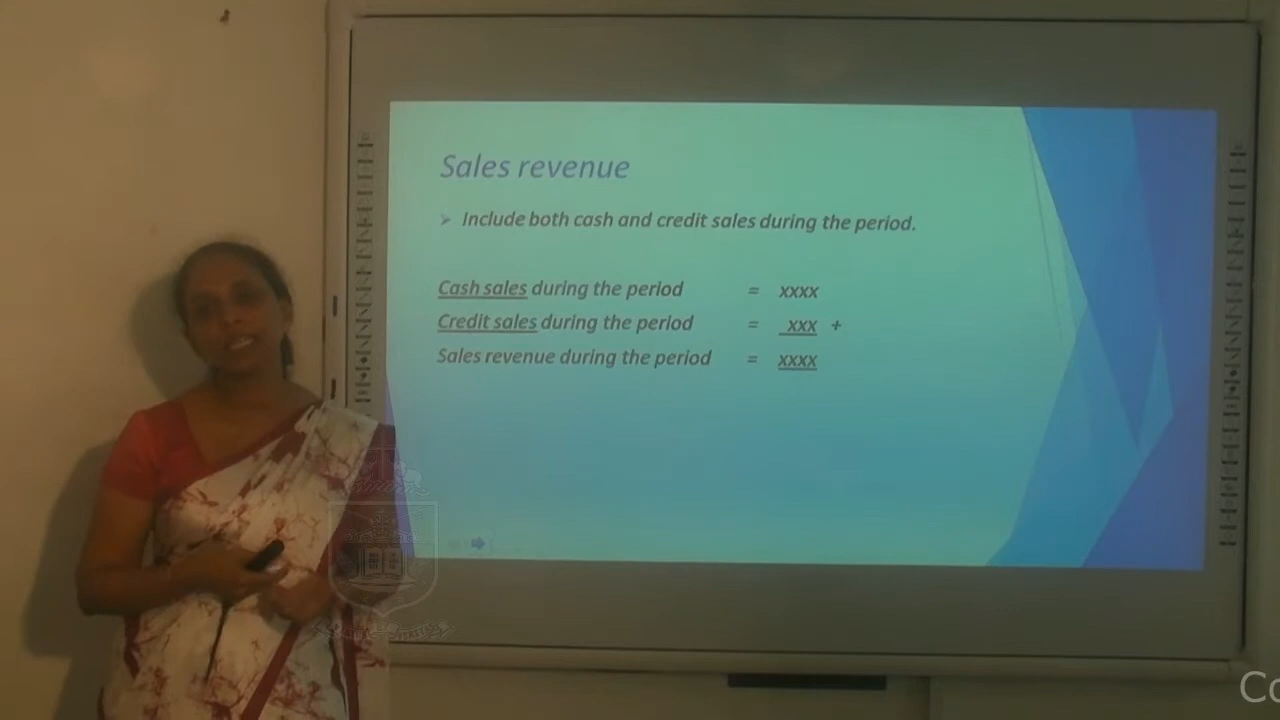 Sales revenue
➢ Include both cash and credit sales during the period.
Cash sales during the period = xxxx
Credit sales during the period = xxx +
Sales revenue during the period = xxxx
Co